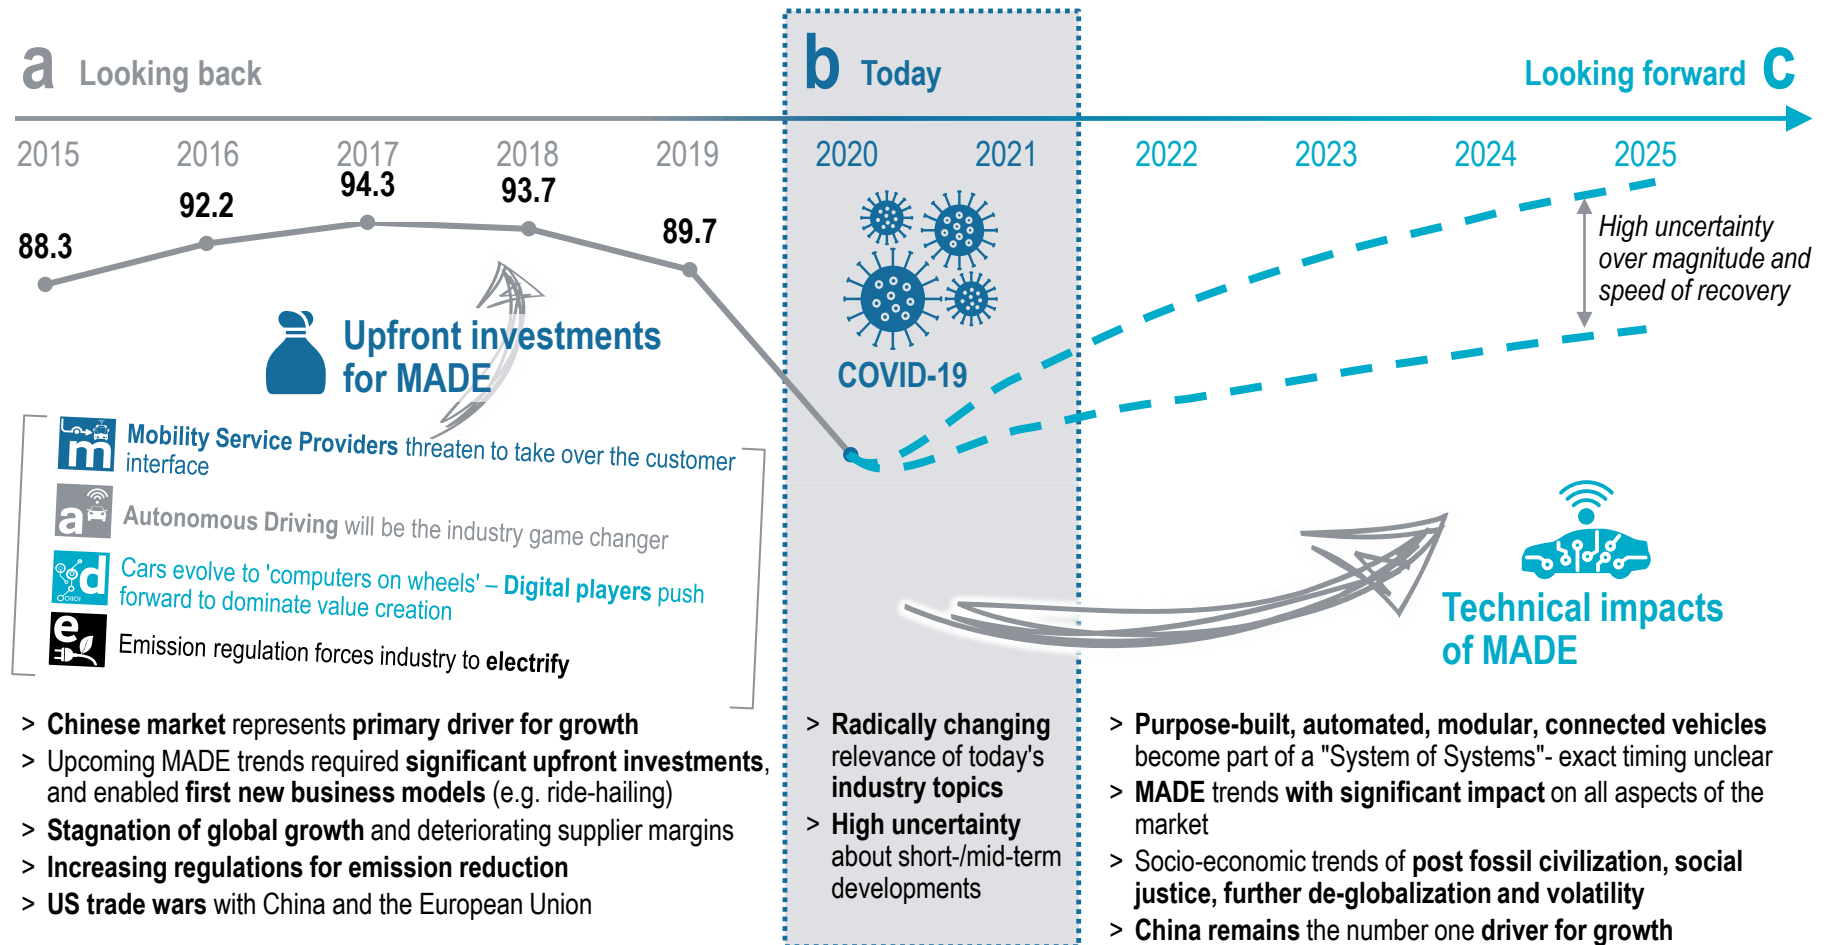 a Looking back
b Today
Looking forward c
2015 2016 2017 2018 2019 2020 2021 2022 2023 2024 2025
88.3 92.2 94.3 93.7 89.7
High uncertainty
over magnitude and
speed of recovery
COVID-19
Upfront investments
for MADE
m Mobility Service Providers threaten to take over the customer
interface
a Autonomous Driving will be the industry game changer
d Cars evolve to 'computers on wheels' – Digital players push
forward to dominate value creation
e Emission regulation forces industry to electrify
Technical impacts
of MADE
> Chinese market represents primary driver for growth
> Upcoming MADE trends required significant upfront investments,
and enabled first new business models (e.g. ride-hailing)
> Stagnation of global growth and deteriorating supplier margins
> Increasing regulations for emission reduction
> US trade wars with China and the European Union
> Radically changing
relevance of today's
industry topics
> High uncertainty
about short-/mid-term
developments
> Purpose-built, automated, modular, connected vehicles
become part of a "System of Systems"- exact timing unclear
> MADE trends with significant impact on all aspects of the
market
> Socio-economic trends of post fossil civilization, social
justice, further de-globalization and volatility
> China remains the number one driver for growth